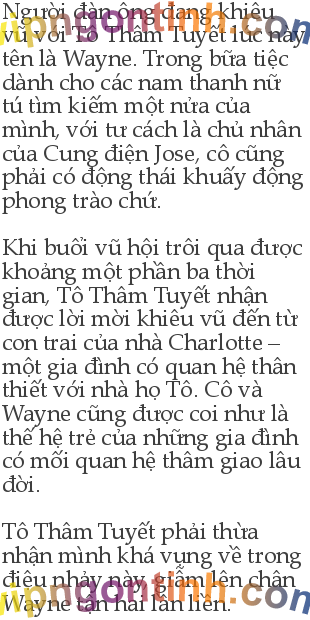 Người đàn ông đang khiêu
vũ với Tô Thâm Tuyết lúc này
tên là Wayne. Trong bữa tiệc
dành cho các nam thanh nữ
tú tìm kiếm một nửa của
mình, với tư cách là chủ nhân
của Cung điện Jose, cô cũng
phải có động thái khuấy động
phong trào chứ.
Khi buổi vũ hội trôi qua được
khoảng một phần ba thời
gian, Tô Thâm Tuyết nhận
được lời mời khiêu vũ đến từ
con trai của nhà Charlotte –
một gia đình có quan hệ thân
thiết với nhà họ Tô. Cô và
Wayne cũng được coi như là
thế hệ trẻ của những gia đình
có mối quan hệ thâm giao lâu
đời.
Tô Thâm Tuyết phải thừa
nhận mình khá vụng về trong
điệu nhảy này, giẫm lên chân
Wayne tận hai lần liền.
vipngontinh.com
vipngontinh.com